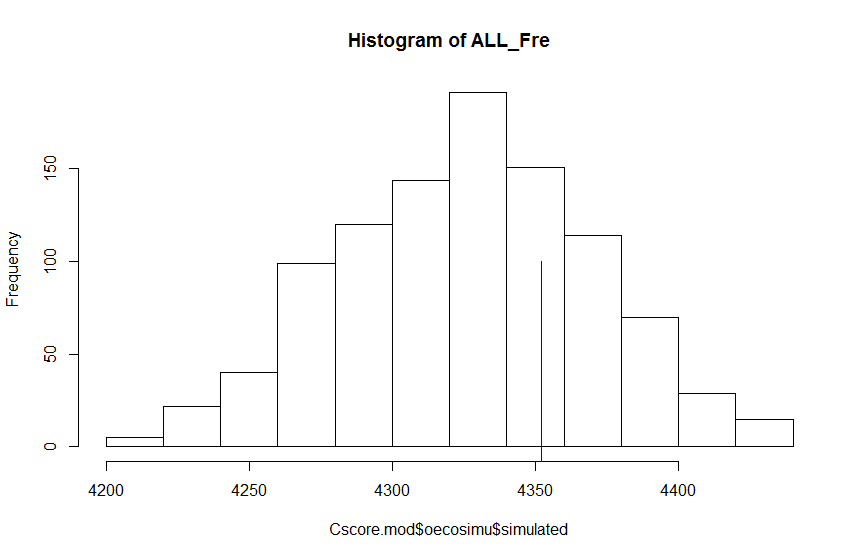 Histogram of ALL_Fre
Frequency
150
100
50
0
4200 4250 4300 4350 4400
Cscore.mod$oecosimu$simulated